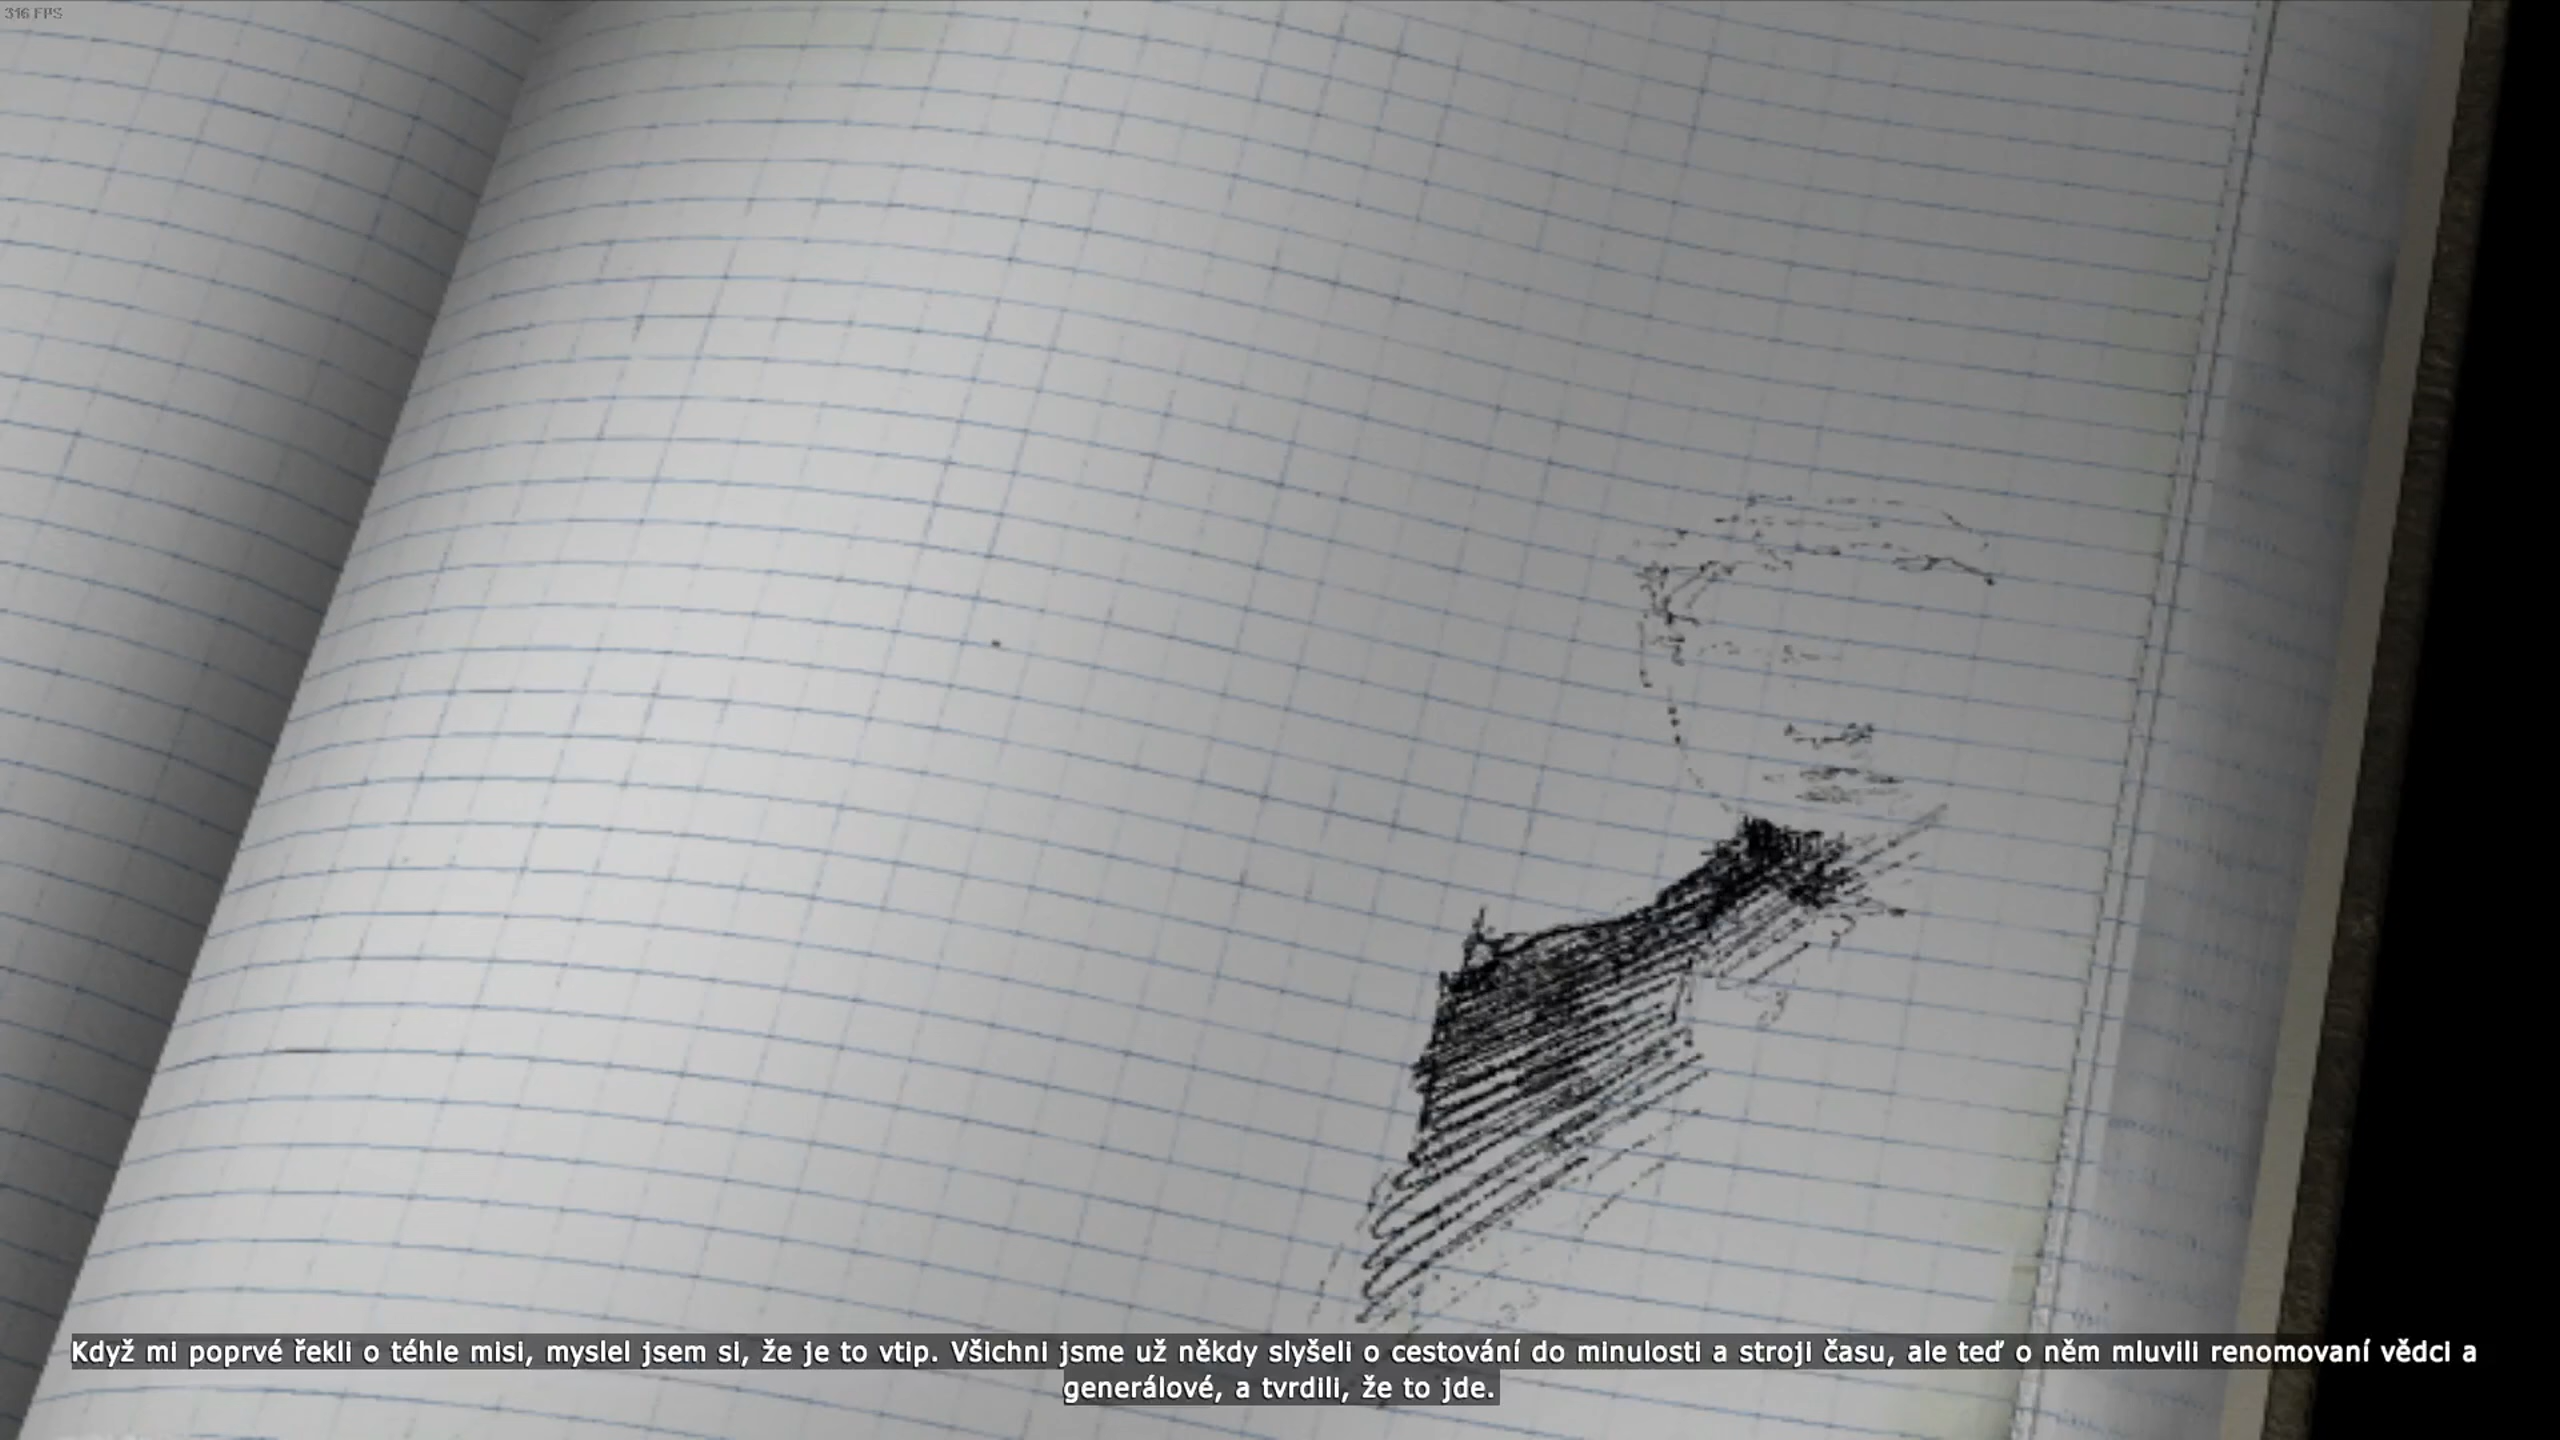 316 FPS
Když mi poprvé řekli o téhle misi, myslel jsem si, že je to vtip. Všichni jsme už někdy slyšeli o cestování do minulosti a stroji času, ale teď o něm mluvili renomovaní vědci a
generálové, a tvrdili, že to jde.